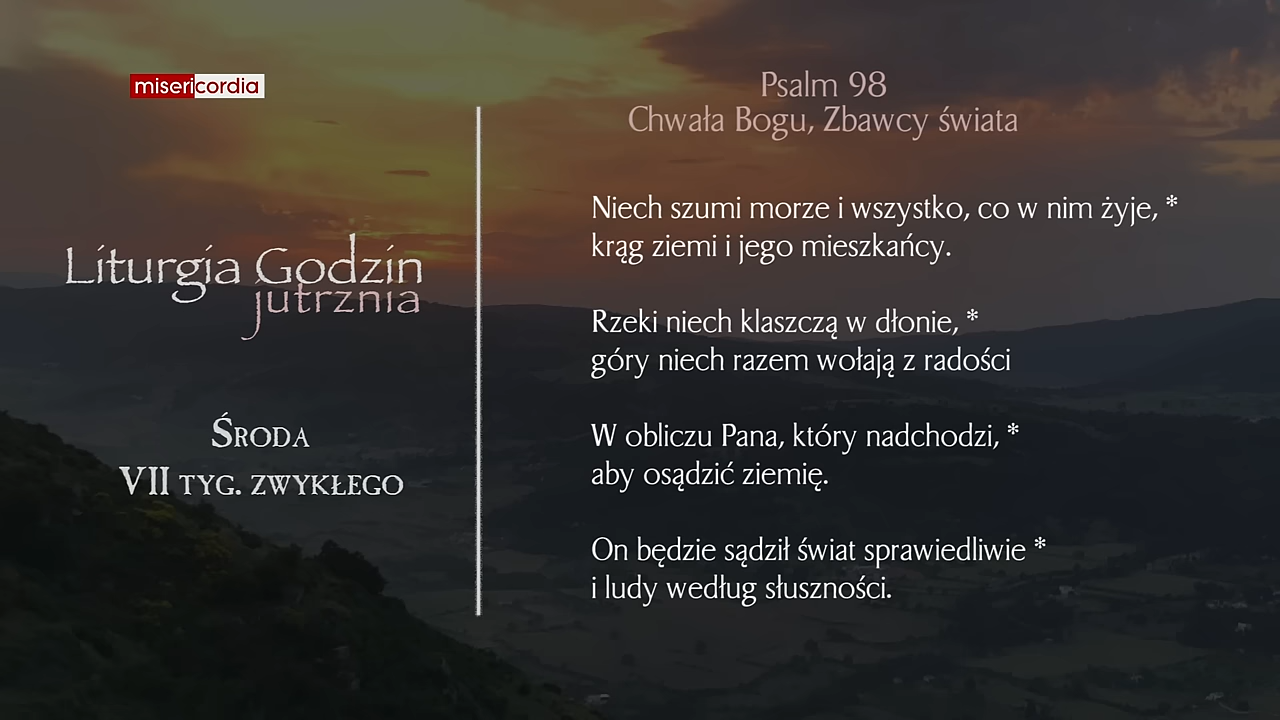 misericordia
Liturgia Godzin
jutrznia
Środa
VII tyg. zwykłego
Psalm 98
Chwała Bogu, Zbawcy świata
Niech szumi morze i wszystko, co w nim żyje, *
krąg ziemi i jego mieszkańcy.
Rzeki niech klaszczą w dłonie, *
góry niech razem wołają z radości
W obliczu Pana, który nadchodzi, *
aby osądzić ziemię.
On będzie sądził świat sprawiedliwie *
i ludy według słuszności.